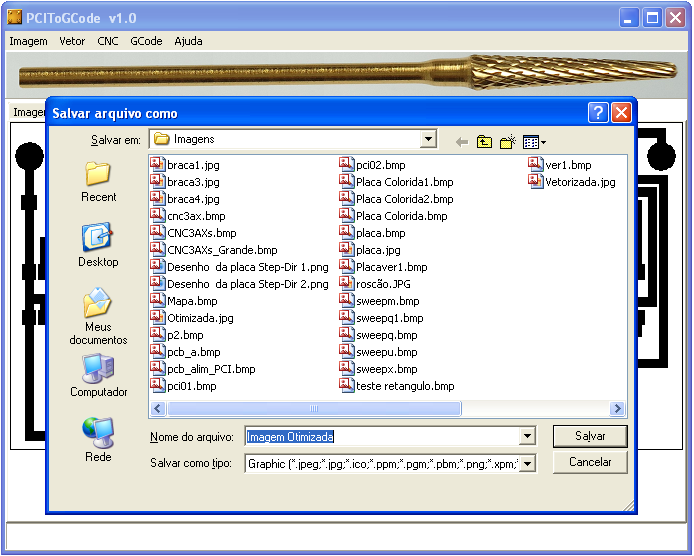 PCIToGCode v1.0
Imagem Vetor CNC GCode Ajuda
Imagem
Salvar arquivo como
Salvar em: Imagens
Recent
Desktop
Meus documentos
Computador
Rede
braca1.jpg
braca3.jpg
braca4.jpg
cnc3ax.bmp
CNC3AXs.bmp
CNC3AXs_Grande.bmp
Desenho da placa Step-Dir 1.png
Desenho da placa Step-Dir 2.png
Mapa.bmp
Otimizada.jpg
p2.bmp
pcb_a.bmp
pcb_alim_PCI.bmp
pci01.bmp
pci02.bmp
Placa Colorida1.bmp
Placa Colorida2.bmp
Placa Colorida.bmp
placa.bmp
placa.jpg
Placaver1.bmp
roscão.JPG
sweepm.bmp
sweepq1.bmp
sweepq.bmp
sweepu.bmp
sweepx.bmp
teste retangulo.bmp
ver1.bmp
Vetorizada.jpg
Nome do arquivo: Imagem Otimizada Salvar
Salvar como tipo: Graphic (*.jpeg;*.jpg;*.ico;*.ppm;*.pgm;*.pbm;*.png;*.xpm;* Cancelar